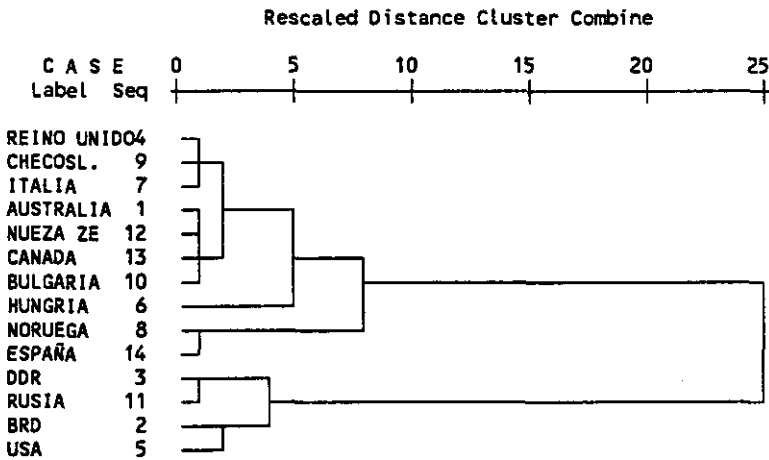 Rescaled Distance Cluster Combine
C A S E 0 5 10 15 20 25
Label Seq
REINO UNIDO4
CHECOSL. 9
ITALIA 7
AUSTRALIA 1
NUEZA ZE 12
CANADA 13
BULGARIA 10
HUNGRIA 6
NORUEGA 8
ESPAÑA 14
DDR 3
RUSIA 11
BRD 2
USA 5